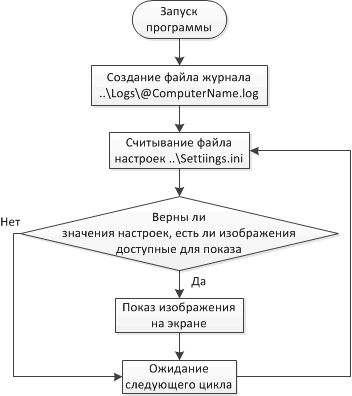 Запуск
программы
Создание файла журнала
..\Logs\@ComputerName.log
Считывание файла
настроек ..\Settiings.ini
Верны ли
значения настроек, есть ли изображения
доступные для показа
Нет
Да
Показ изображения
на экране
Ожидание
следующего цикла